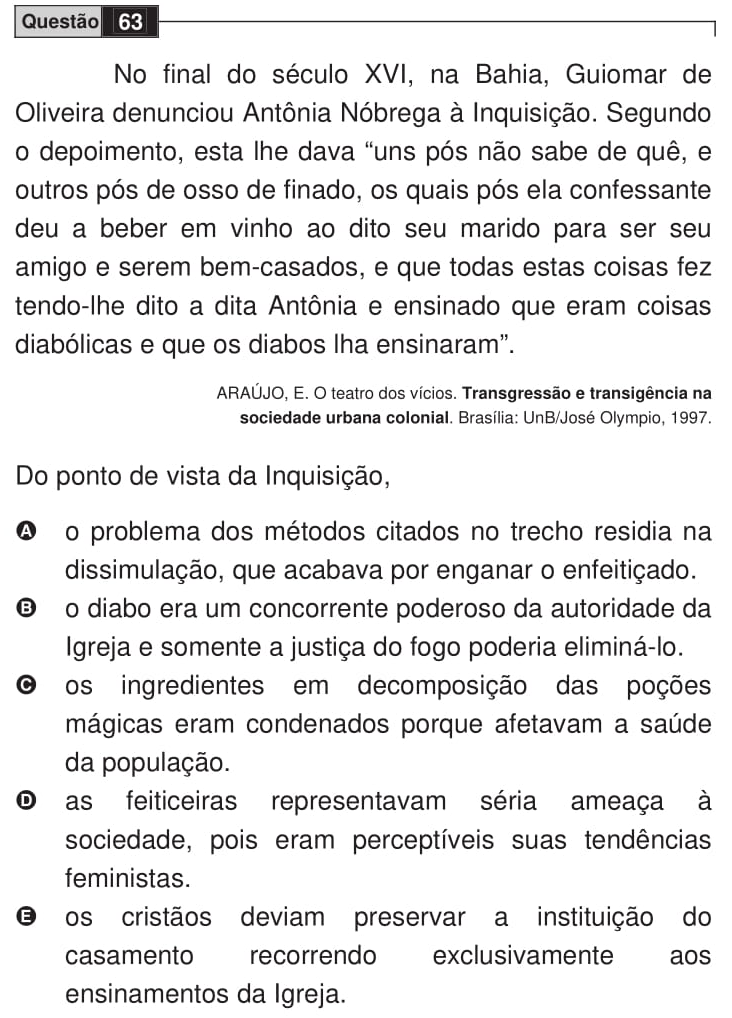 Questão 63
No final do século XVI, na Bahia, Guiomar de
Oliveira denunciou Antônia Nóbrega à Inquisição. Segundo
o depoimento, esta lhe dava “uns pós não sabe de quê, e
outros pós de osso de finado, os quais pós ela confessante
deu a beber em vinho ao dito seu marido para ser seu
amigo e serem bem-casados, e que todas estas coisas fez
tendo-lhe dito a dita Antônia e ensinado que eram coisas
diabólicas e que os diabos lha ensinaram”.
ARAÚJO, E. O teatro dos vícios. Transgressão e transigência na
sociedade urbana colonial. Brasília: UnB/José Olympio, 1997.
Do ponto de vista da Inquisição,
A o problema dos métodos citados no trecho residia na
dissimulação, que acabava por enganar o enfeitiçado.
B o diabo era um concorrente poderoso da autoridade da
Igreja e somente a justiça do fogo poderia eliminá-lo.
C os ingredientes em decomposição das poções
mágicas eram condenados porque afetavam a saúde
da população.
D as feiticeiras representavam séria ameaça à
sociedade, pois eram perceptíveis suas tendências
feministas.
E os cristãos deviam preservar a instituição do
casamento recorrendo exclusivamente aos
ensinamentos da Igreja.